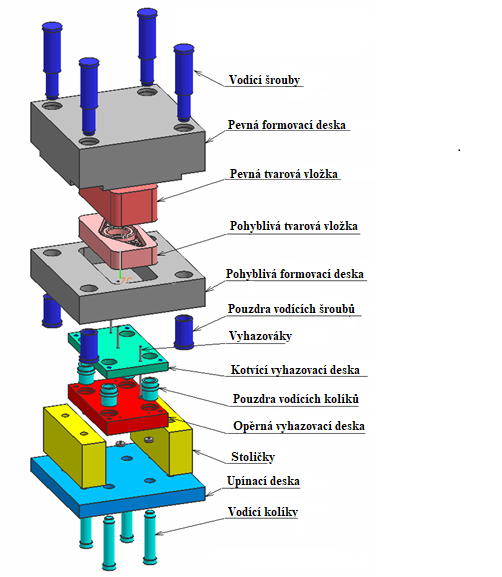 Vodící šrouby
Pevná formovací deska
Pevná tvarová vložka
Pohyblivá tvarová vložka
Pohyblivá formovací deska
Pouzdra vodících šroubů
Vyhazováky
Kotvící vyhazovací deska
Pouzdra vodících kolíků
Opěrná vyhazovací deska
Stoličky
Upínací deska
Vodící kolíky